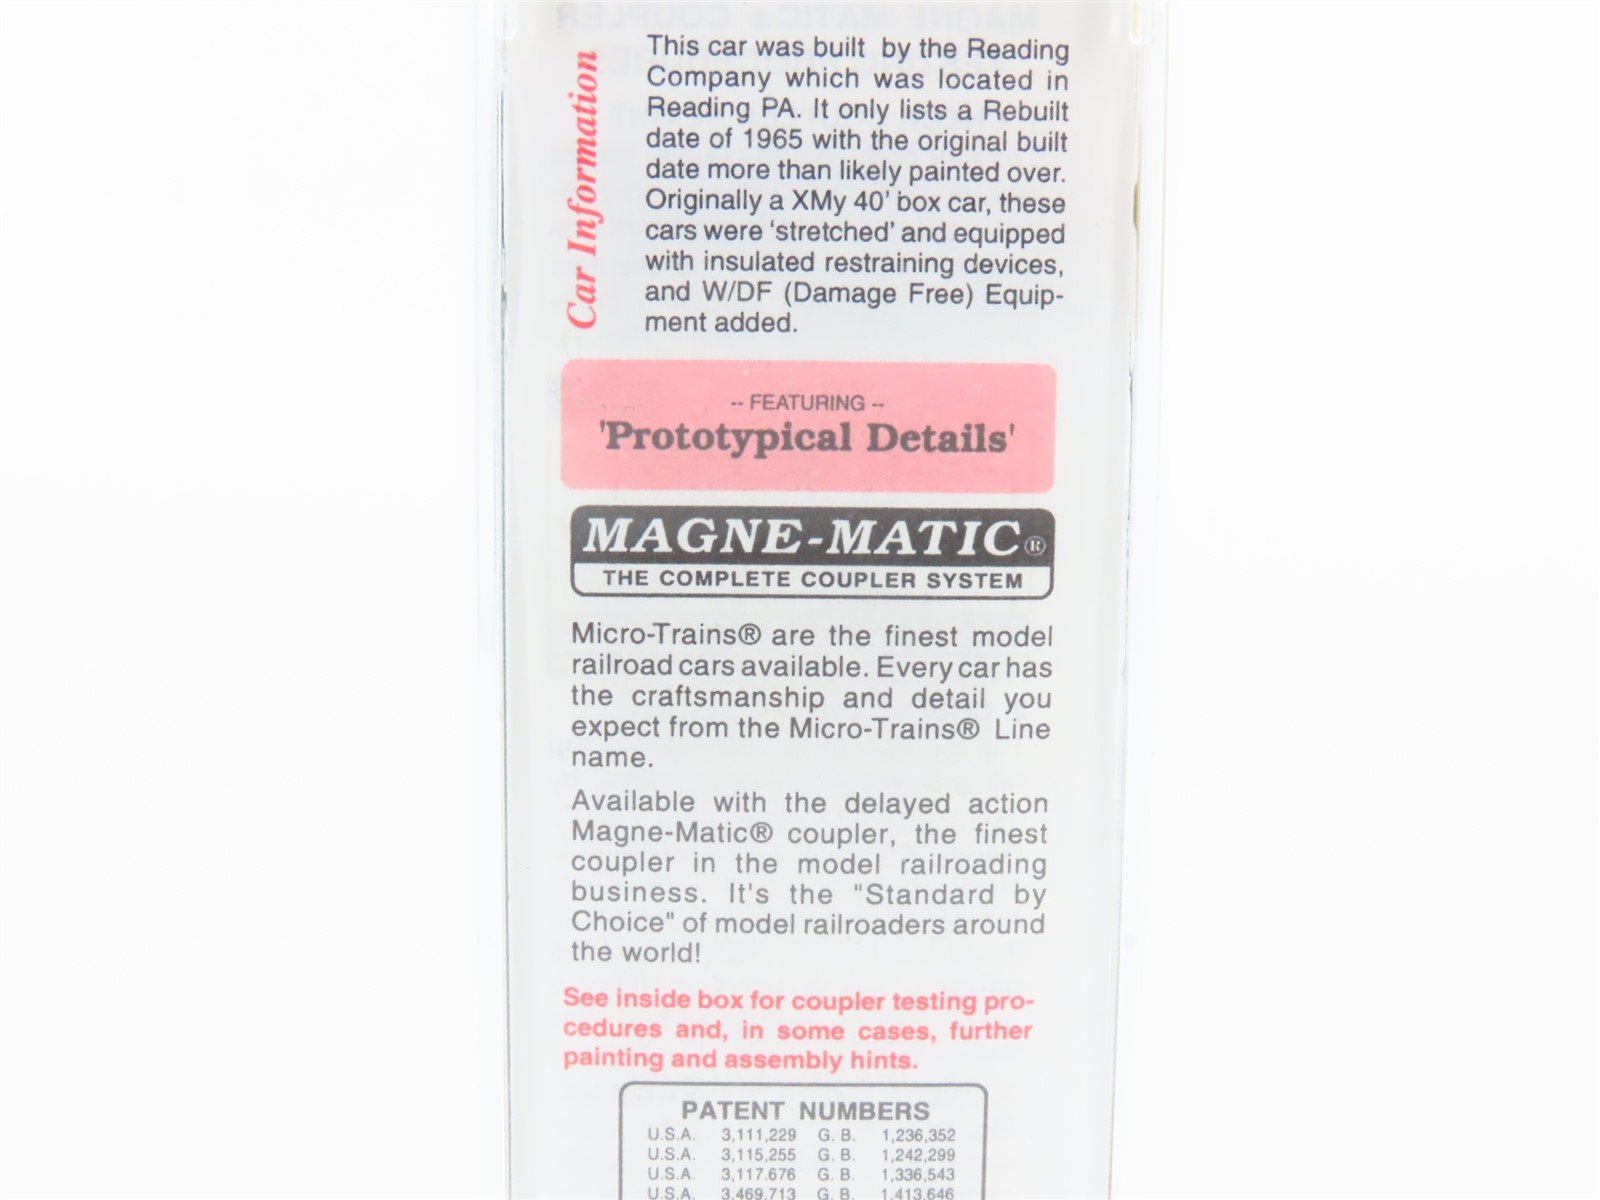 Car Information
This car was built by the Reading
Company which was located in
Reading PA. It only lists a Rebuilt
date of 1965 with the original built
date more than likely painted over.
Originally a XMy 40' box car, these
cars were 'stretched' and equipped
with insulated restraining devices,
and W/DF (Damage Free) Equip-
ment added.
-- FEATURING --
'Prototypical Details'
MAGNE-MATIC®
THE COMPLETE COUPLER SYSTEM
Micro-Trains® are the finest model
railroad cars available. Every car has
the craftsmanship and detail you
expect from the Micro-Trains® Line
name.
Available with the delayed action
Magne-Matic® coupler, the finest
coupler in the model railroading
business. It's the "Standard by
Choice" of model railroaders around
the world!
See inside box for coupler testing pro-
cedures and, in some cases, further
painting and assembly hints.
PATENT NUMBERS
U.S.A. 3,111,229 G. B. 1,236,352
U.S.A. 3,115,255 G. B. 1,242,299
U.S.A. 3,117.676 G. B 1,336,543
U.S.A. 3,469,713 G. B. 1,413,646